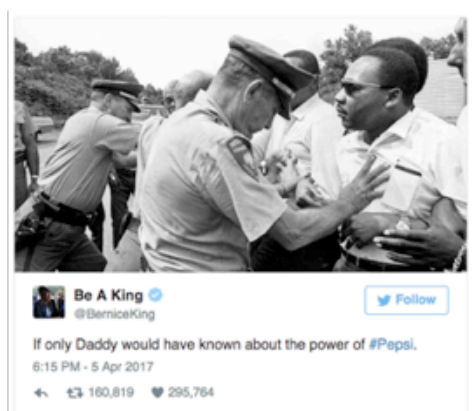 Be A King
@BerniceKing
Follow
If only Daddy would have known about the power of #Pepsi.
6:15 PM - 5 Apr 2017
160,819 295,764